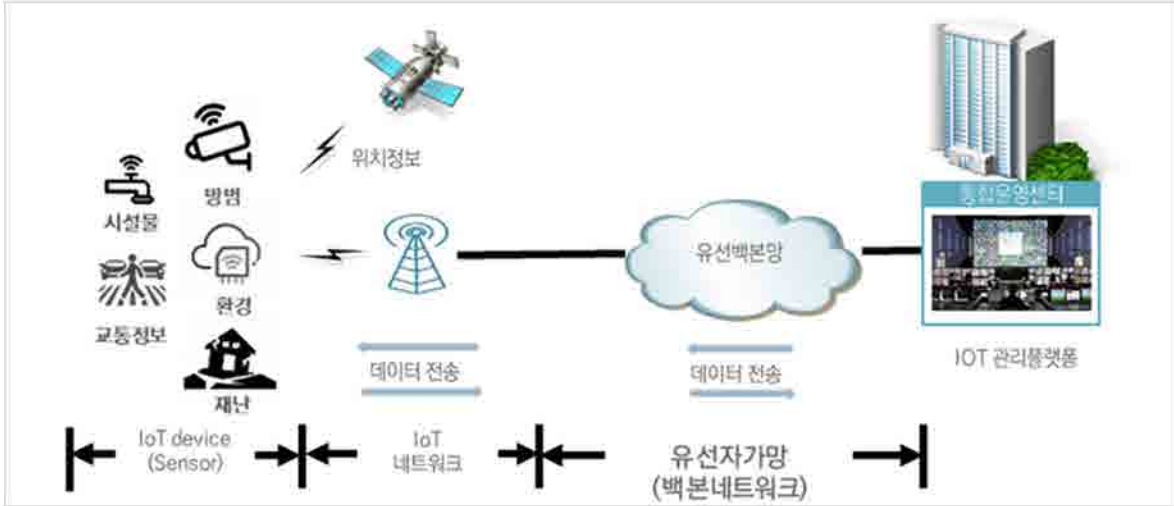 위치정보
방범
시설물
통합운영센터
유선백본망
환경
교통정보
IOT 관리플랫폼
데이터 전송
데이터 전송
재난
IoT device
(Sensor)
IoT
네트워크
유선자가망
(백본네트워크)